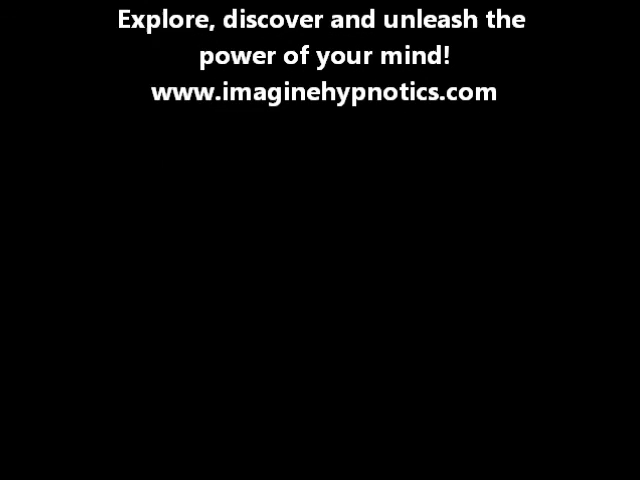 Explore, discover and unleash the
power of your mind!
www.imaginehypnotics.com